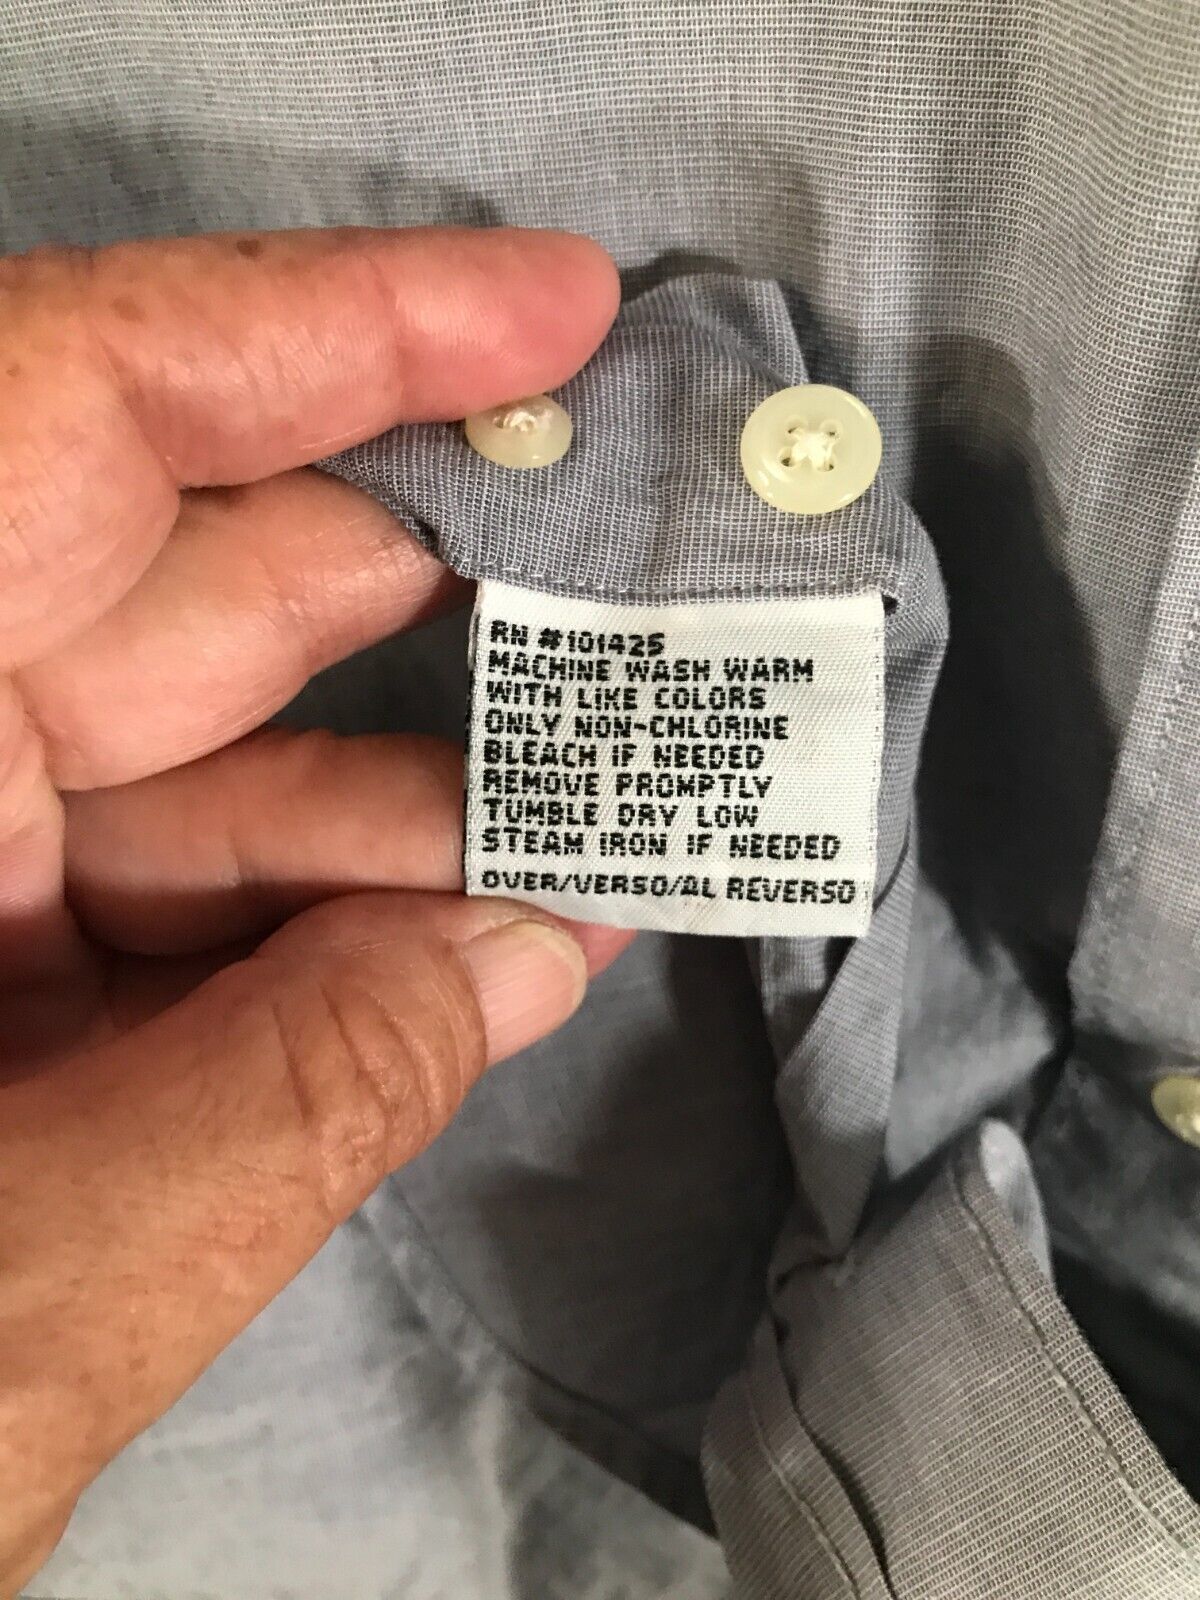 RN #101425
MACHINE WASH WARM
WITH LIKE COLORS
ONLY NON-CHLORINE
BLEACH IF NEEDED
REMOVE PROMPTLY
TUMBLE DRY LOW
STEAM IRON IF NEEDED
OVER/VERSO/AL REVERSO